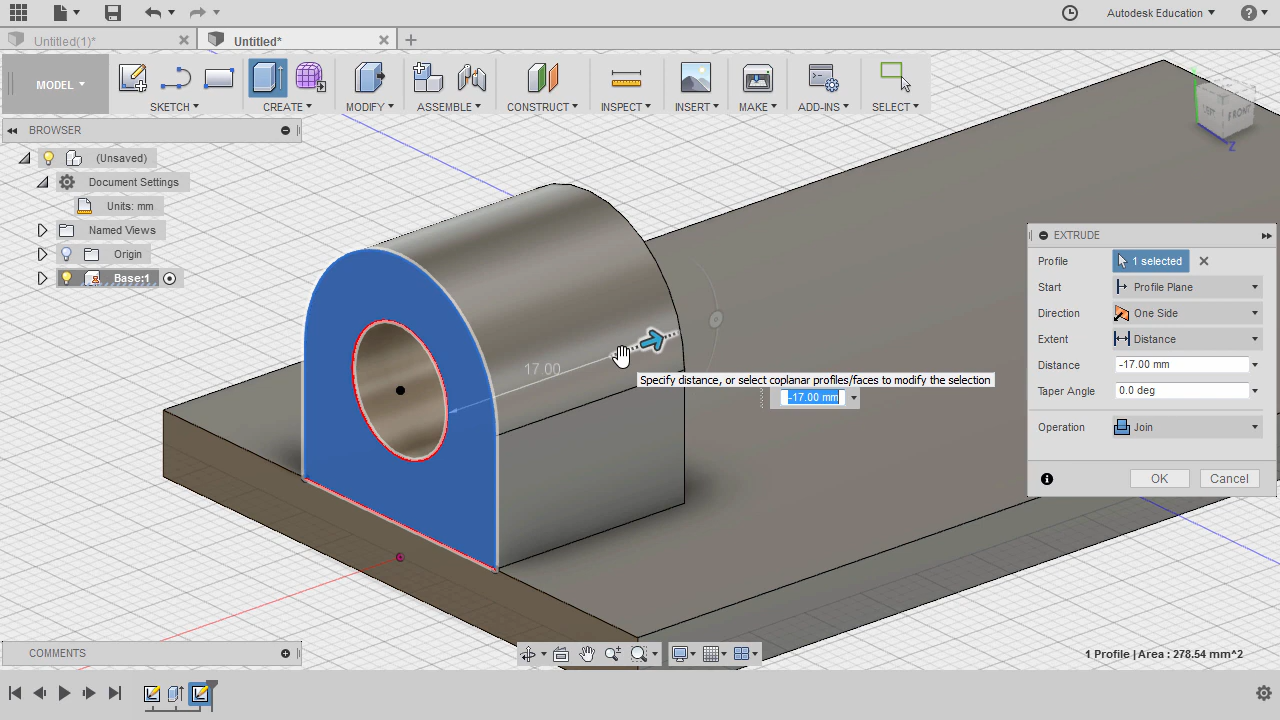 Autodesk Education
Untitled(1)*
Untitled*
MODEL
SKETCH
CREATE
MODIFY
ASSEMBLE
CONSTRUCT
INSPECT
INSERT
MAKE
ADD-INS
SELECT
BROWSER
(Unsaved)
Document Settings
Units: mm
Named Views
Origin
Base:1
LEFT
FRONT
Z
17.00
Specify distance, or select coplanar profiles/faces to modify the selection
-17.00 mm
EXTRUDE
Profile 1 selected
Start Profile Plane
Direction One Side
Extent Distance
Distance -17.00 mm
Taper Angle 0.0 deg
Operation Join
OK Cancel
COMMENTS
1 Profile | Area : 278.54 mm^2